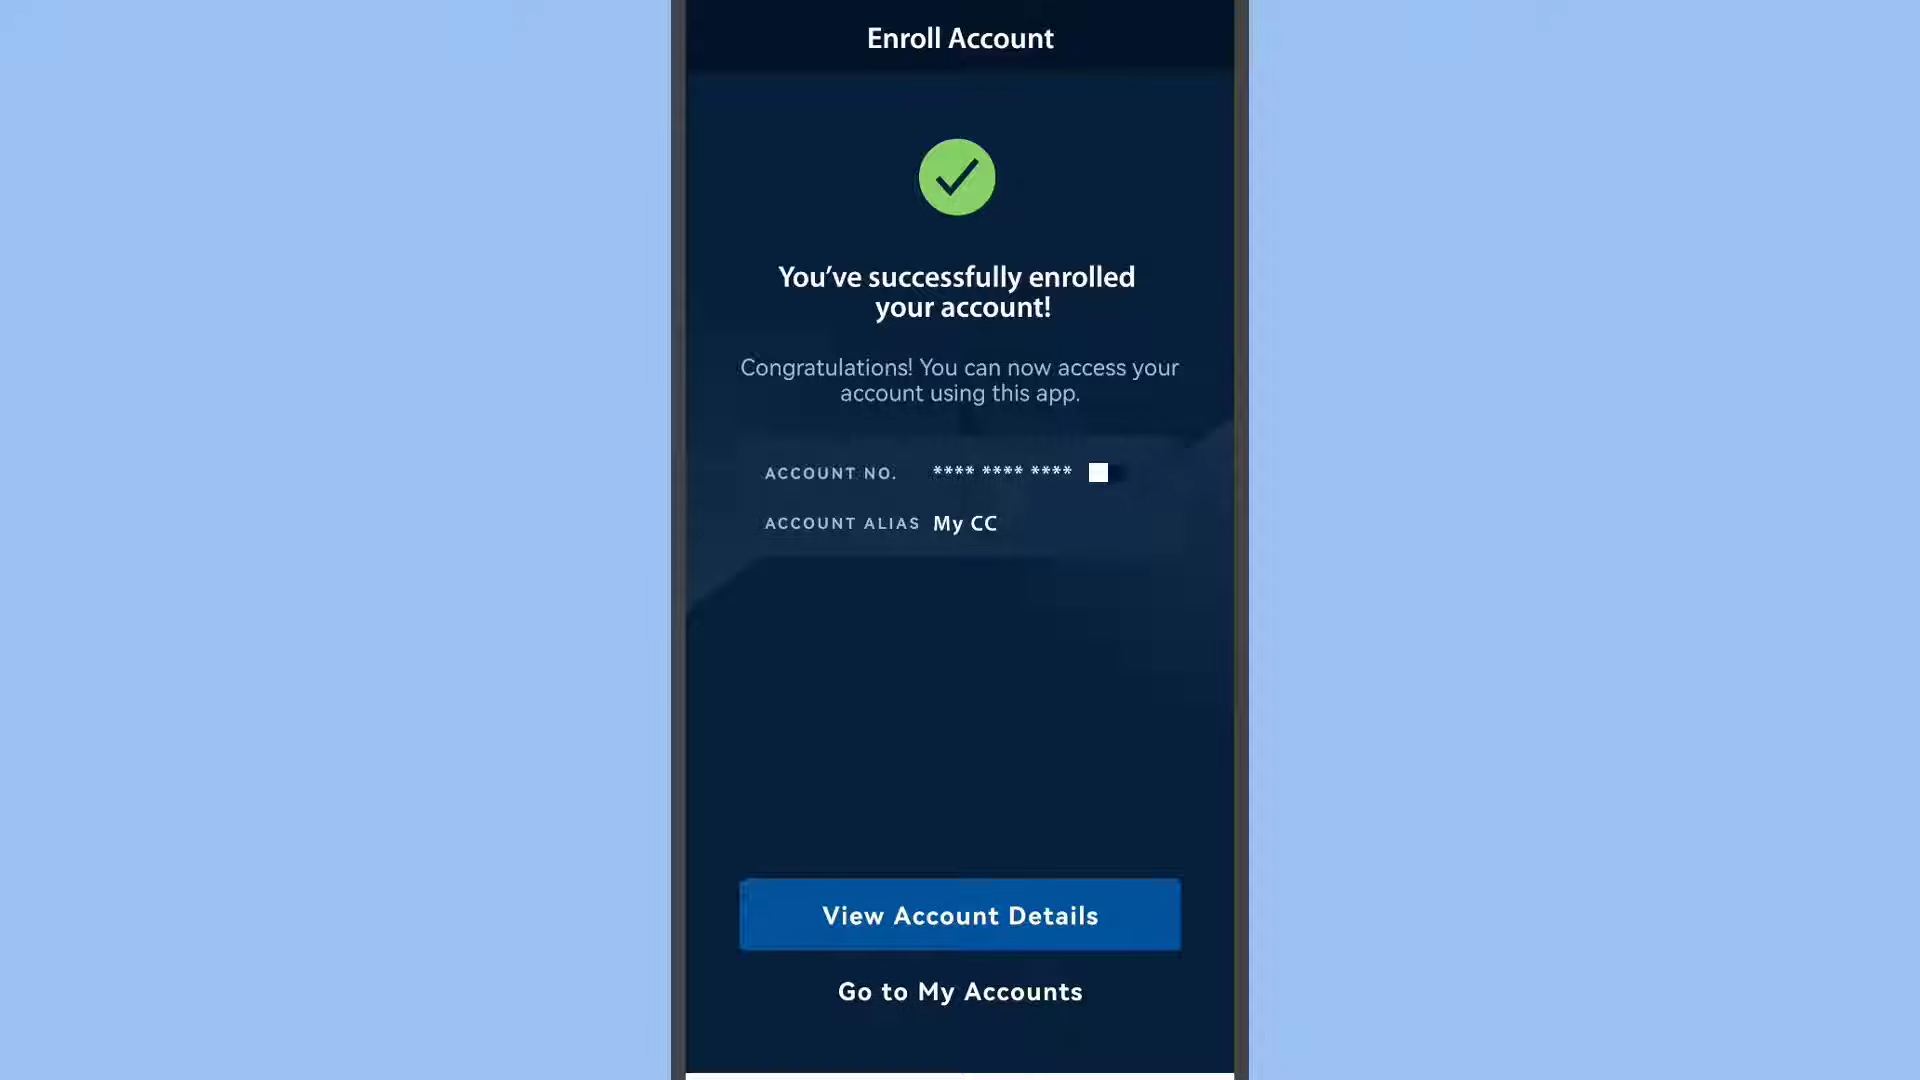 Enroll Account
You’ve successfully enrolled
your account!
Congratulations! You can now access your
account using this app.
ACCOUNT NO. **** **** ****
ACCOUNT ALIAS My CC
View Account Details
Go to My Accounts